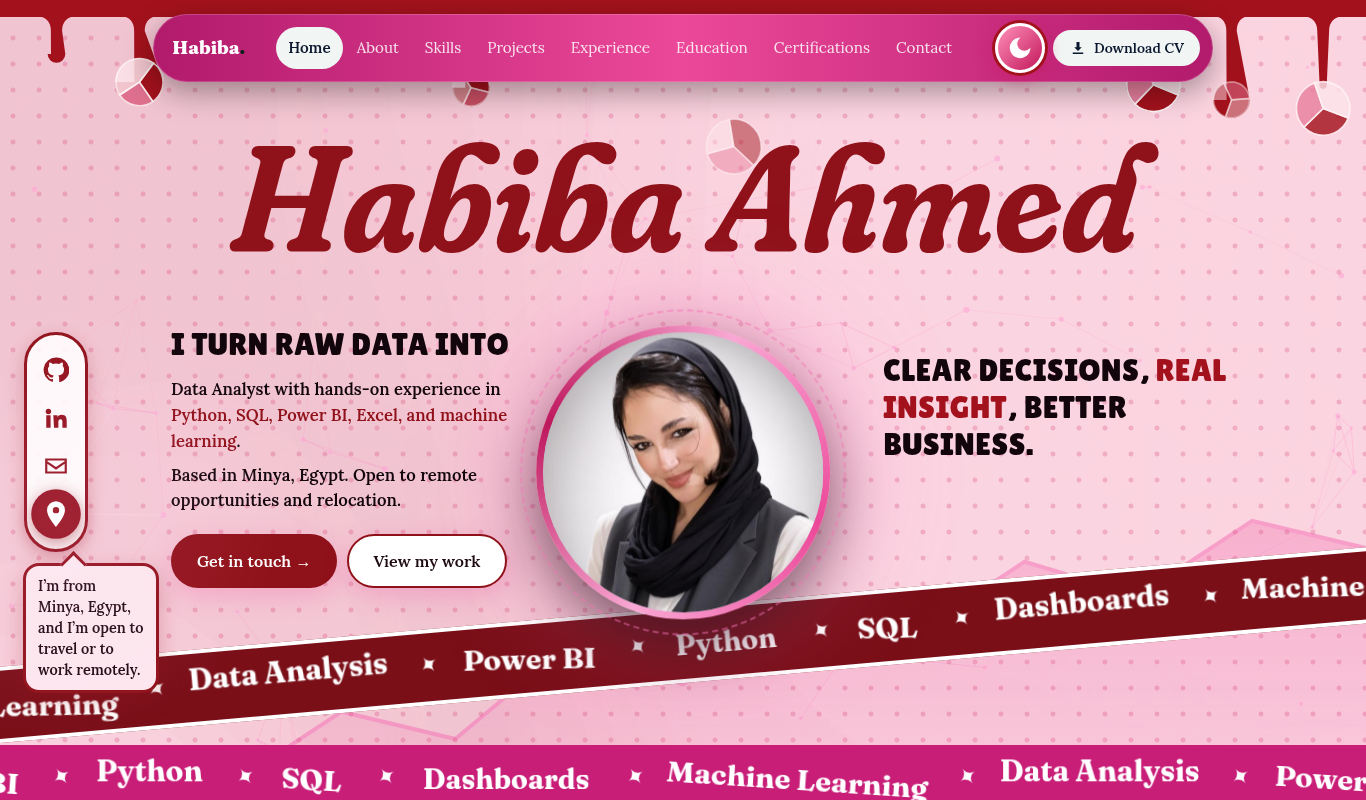 Habiba.
Home
About
Skills
Projects
Experience
Education
Certifications
Contact
Download CV
Habiba Ahmed
I TURN RAW DATA INTO
Data Analyst with hands-on experience in
Python, SQL, Power BI, Excel, and machine
learning.
Based in Minya, Egypt. Open to remote
opportunities and relocation.
Get in touch →
View my work
CLEAR DECISIONS, REAL
INSIGHT, BETTER
BUSINESS.
I’m from
Minya, Egypt,
and I’m open to
travel or to
work remotely.
Learning ✦ Data Analysis ✦ Power BI ✦ Python ✦ SQL ✦ Dashboards ✦ Machine
BI ✦ Python ✦ SQL ✦ Dashboards ✦ Machine Learning ✦ Data Analysis ✦ Power